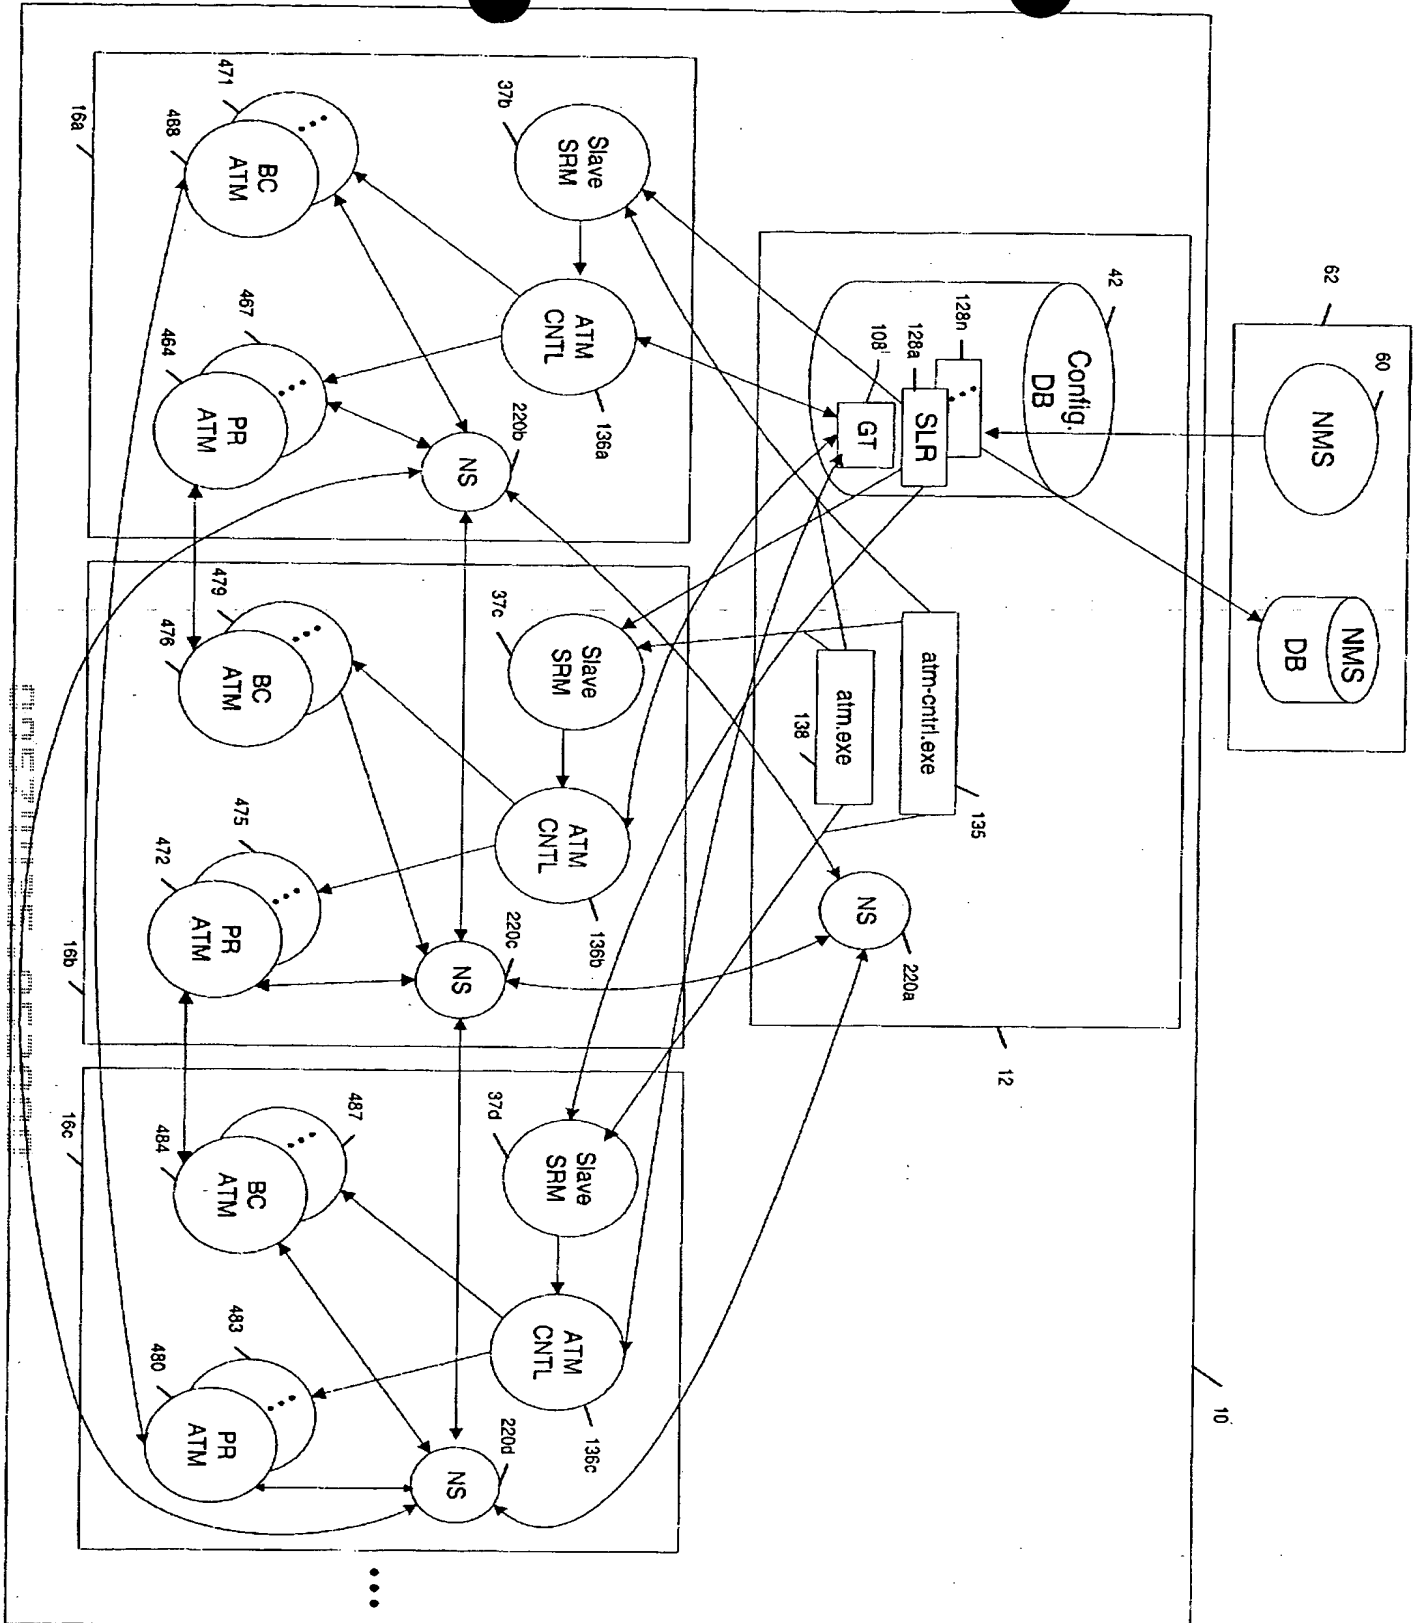 62
60
NMS
NMS
DB
10
12
42
Config.
DB
128n
128a
SLR
108'
GT
atm-cntrl.exe
135
atm.exe
138
NS
220a
16a
37b
Slave
SRM
ATM
CNTL
136a
471
BC
ATM
467
PR
ATM
464
NS
220b
16b
37c
Slave
SRM
ATM
CNTL
136b
479
476
BC
ATM
475
472
PR
ATM
NS
220c
16c
37d
Slave
SRM
ATM
CNTL
136c
487
484
BC
ATM
483
480
PR
ATM
NS
220d